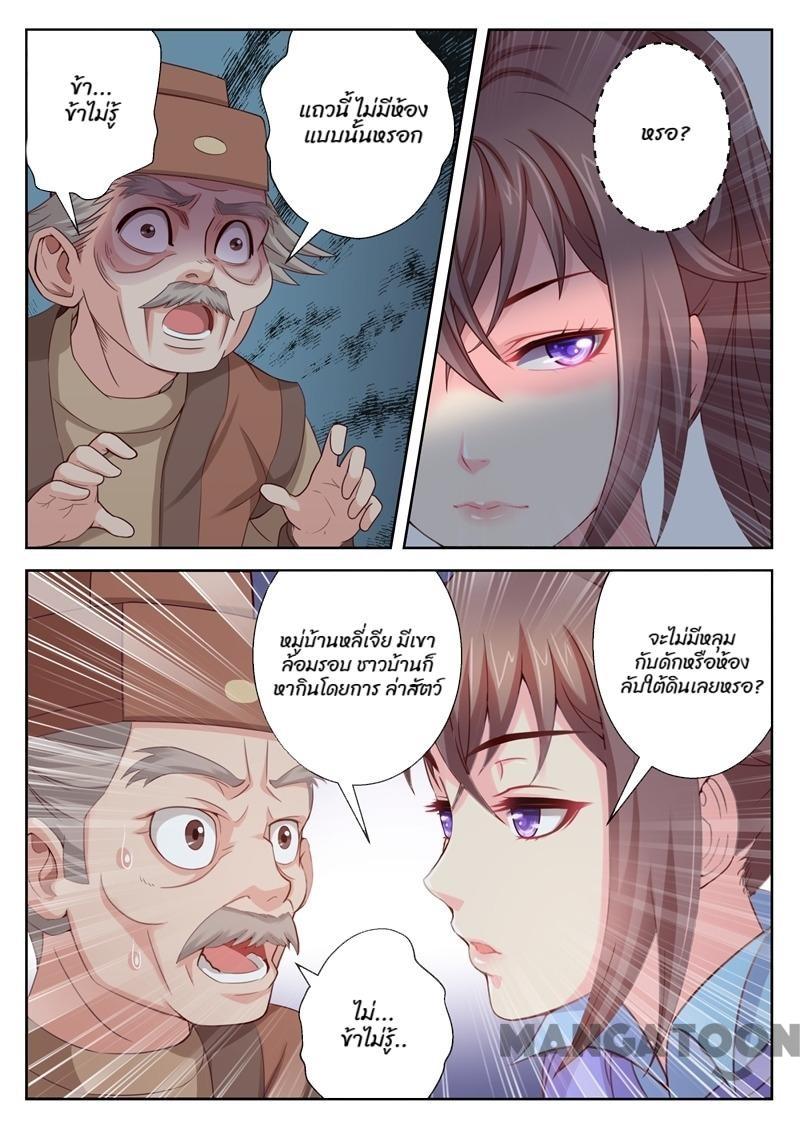 ข้า...
ข้าไม่รู้
แถวนี้ ไม่มีห้อง
แบบนั้นหรอก
หรอ?
หมู่บ้านหลี่เจีย มีเขา
ล้อมรอบ ชาวบ้านก็
หากินโดยการ ล่าสัตว์
จะไม่มีหลุม
กับดักหรือห้อง
ลับใต้ดินเลยหรอ?
ไม่...
ข้าไม่รู้..
MANGATOON